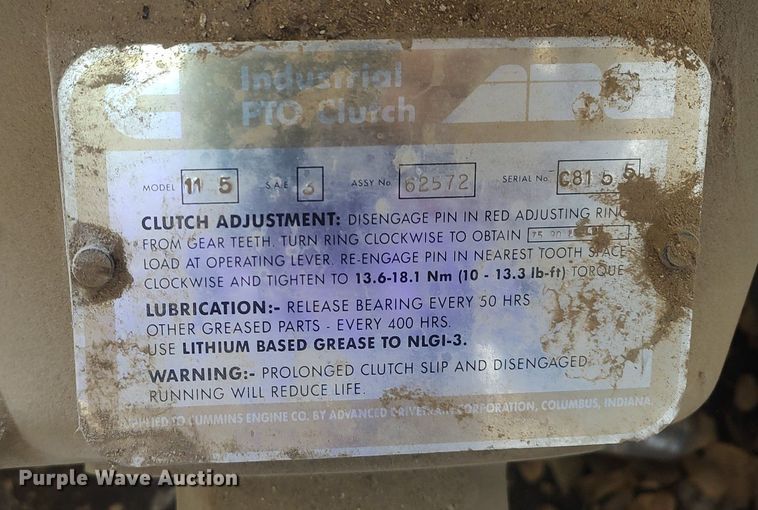 Industrial
PTO Clutch
MODEL 11 5 S.A.E 3 ASSY No 62572 SERIAL No.
CLUTCH ADJUSTMENT: DISENGAGE PIN IN RED ADJUSTING RING
FROM GEAR TEETH. TURN RING CLOCKWISE TO OBTAIN
LOAD AT OPERATING LEVER. RE-ENGAGE PIN IN NEAREST TOOTH SPACE
CLOCKWISE AND TIGHTEN TO 13.6-18.1 Nm (10 - 13.3 lb-ft) TORQUE
LUBRICATION:- RELEASE BEARING EVERY 50 HRS
OTHER GREASED PARTS - EVERY 400 HRS.
USE LITHIUM BASED GREASE TO NLGI-3.
WARNING:- PROLONGED CLUTCH SLIP AND DISENGAGED
RUNNING WILL REDUCE LIFE.
SUPPLIED TO CUMMINS ENGINE CO. BY ADVANCED DRIVETRAIN CORPORATION, COLUMBUS, INDIANA.
Purple Wave Auction